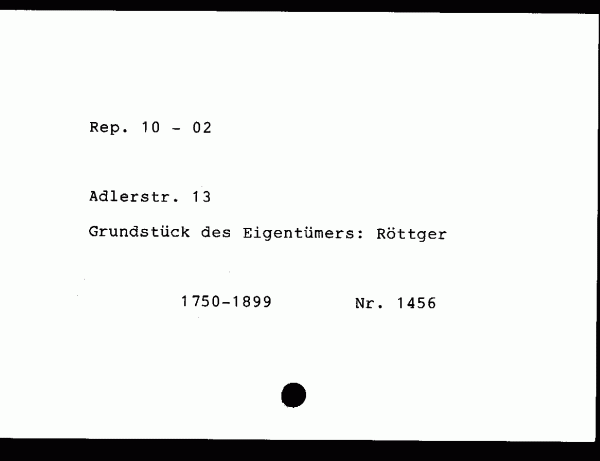 Rep. 10 - 02
Adlerstr. 13
Grundstück des Eigentümers: Röttger
1750-1899 Nr. 1456